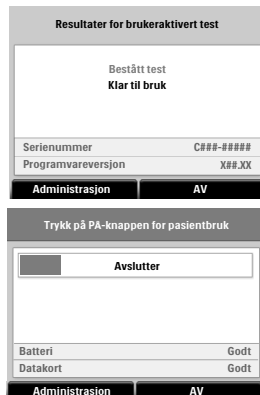 Resultater for brukeraktivert test
Bestått test
Klar til bruk
Serienummer C###-#####
Programvareversjon X##.XX
Administrasjon AV
Trykk på PÅ-knappen for pasientbruk
Avslutter
Batteri Godt
Datakort Godt
Administrasjon AV